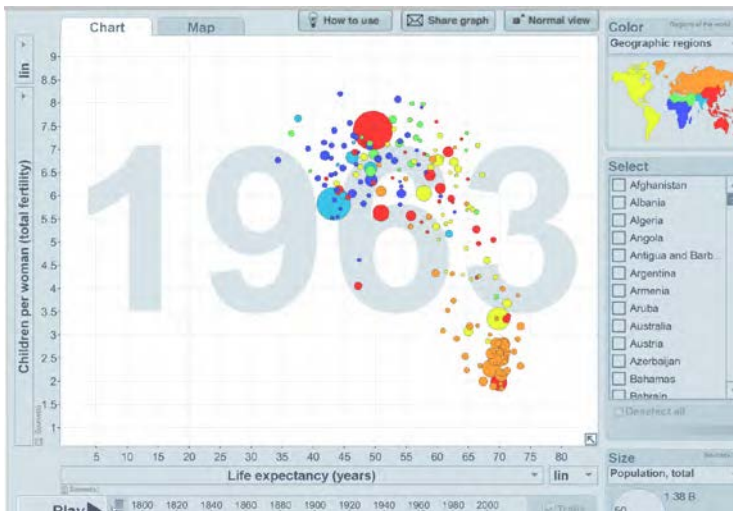 Chart
Map
How to use
Share graph
Normal view
Color
Geographic regions
lin
Children per woman (total fertility)
9
8.5
8
7.5
7
6.5
6
5.5
5
4.5
4
3.5
3
2.5
2
1.5
1
1963
Select
Afghanistan
Albania
Algeria
Angola
Antigua and Barb...
Argentina
Armenia
Aruba
Australia
Austria
Azerbaijan
Bahamas
Bahrain
Deselect all
5 10 15 20 25 30 35 40 45 50 55 60 65 70 75 80
Life expectancy (years)
lin
Size
Population, total
1.38 B
Play
1800 1820 1840 1860 1880 1900 1920 1940 1960 1980 2000
Trails